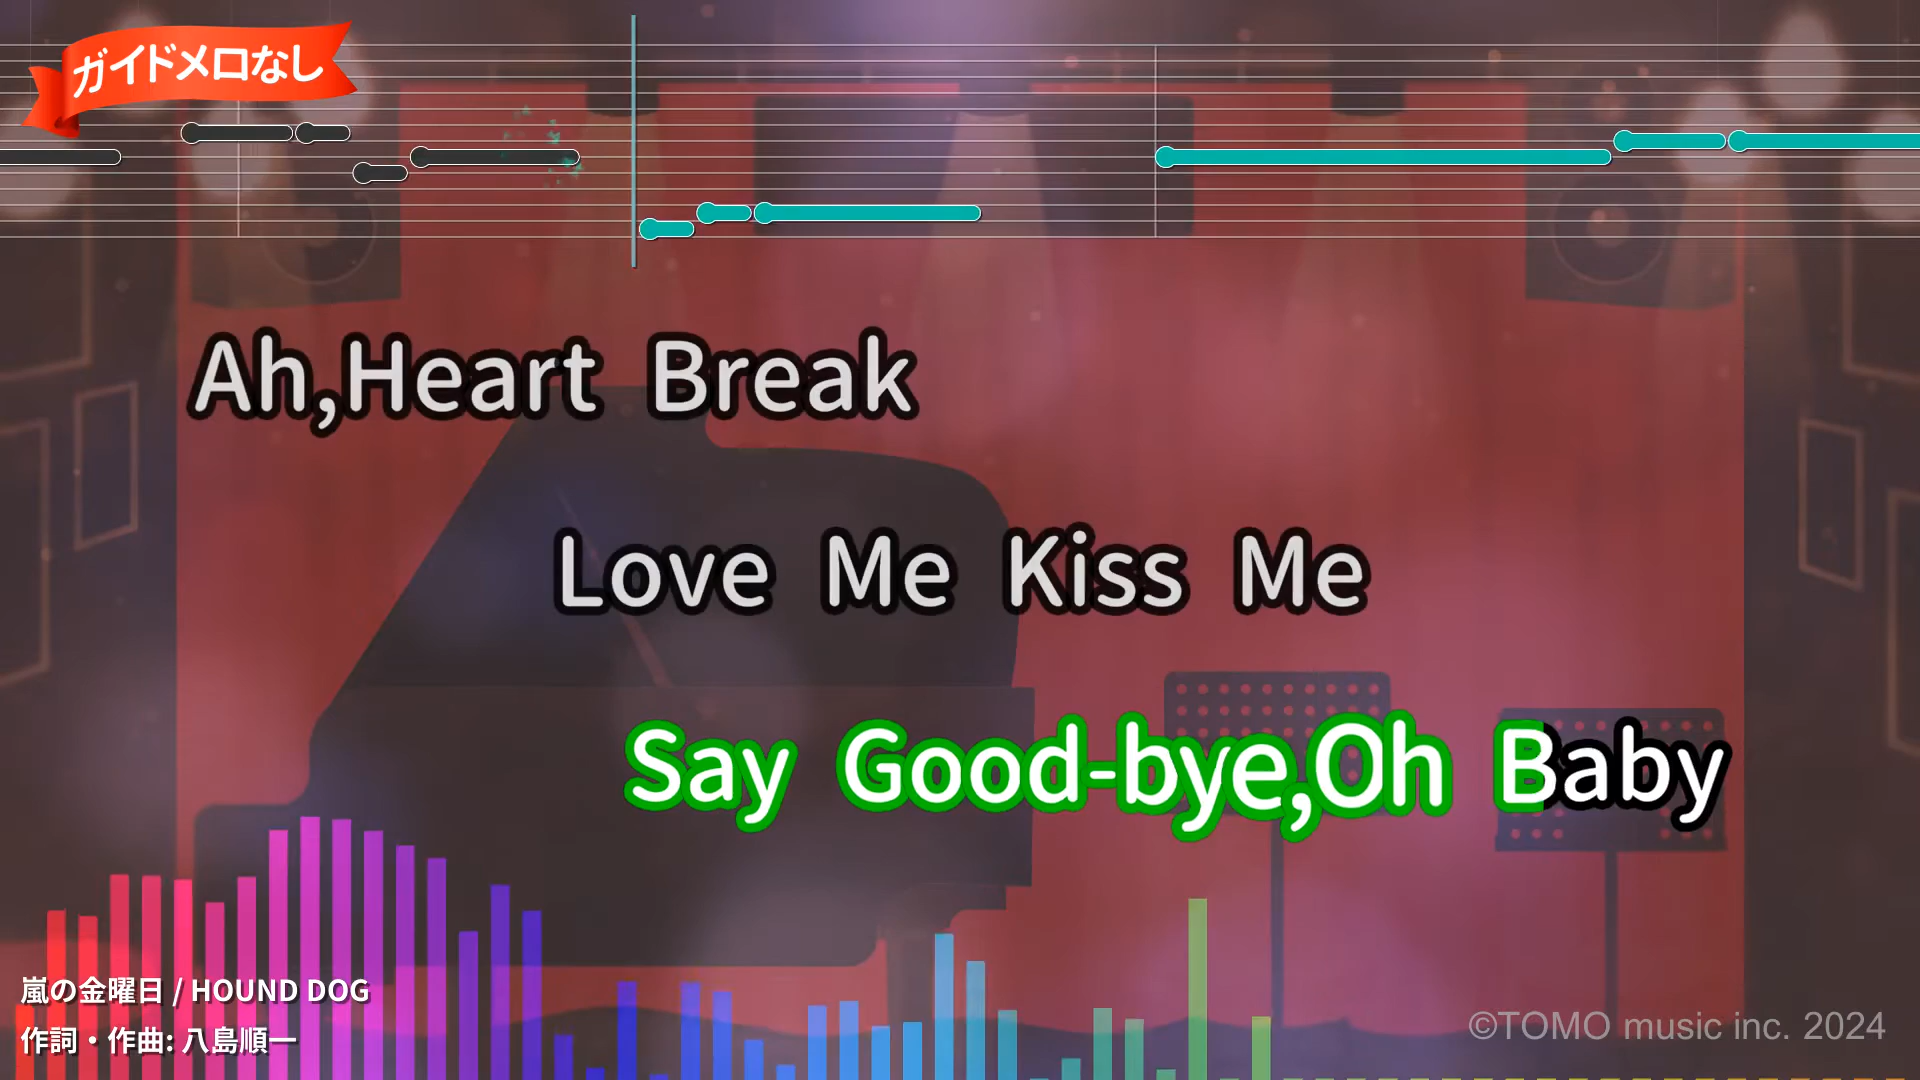 ガイドメロなし
Ah,Heart Break
Love Me Kiss Me
Say Good-bye,Oh Baby
嵐の金曜日 / HOUND DOG
作詞・作曲: 八島順一
©TOMO music inc. 2024